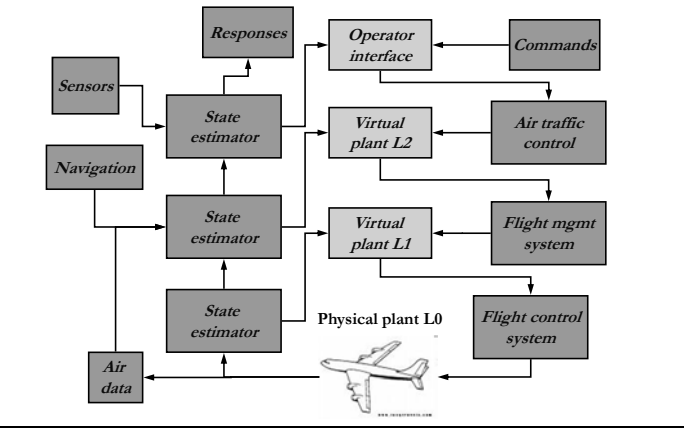 Responses
Operator
interface
Commands
Sensors
State
estimator
Virtual
plant L2
Air traffic
control
Navigation
State
estimator
Virtual
plant L1
Flight mgmt
system
State
estimator
Physical plant L0
Flight control
system
Air
data